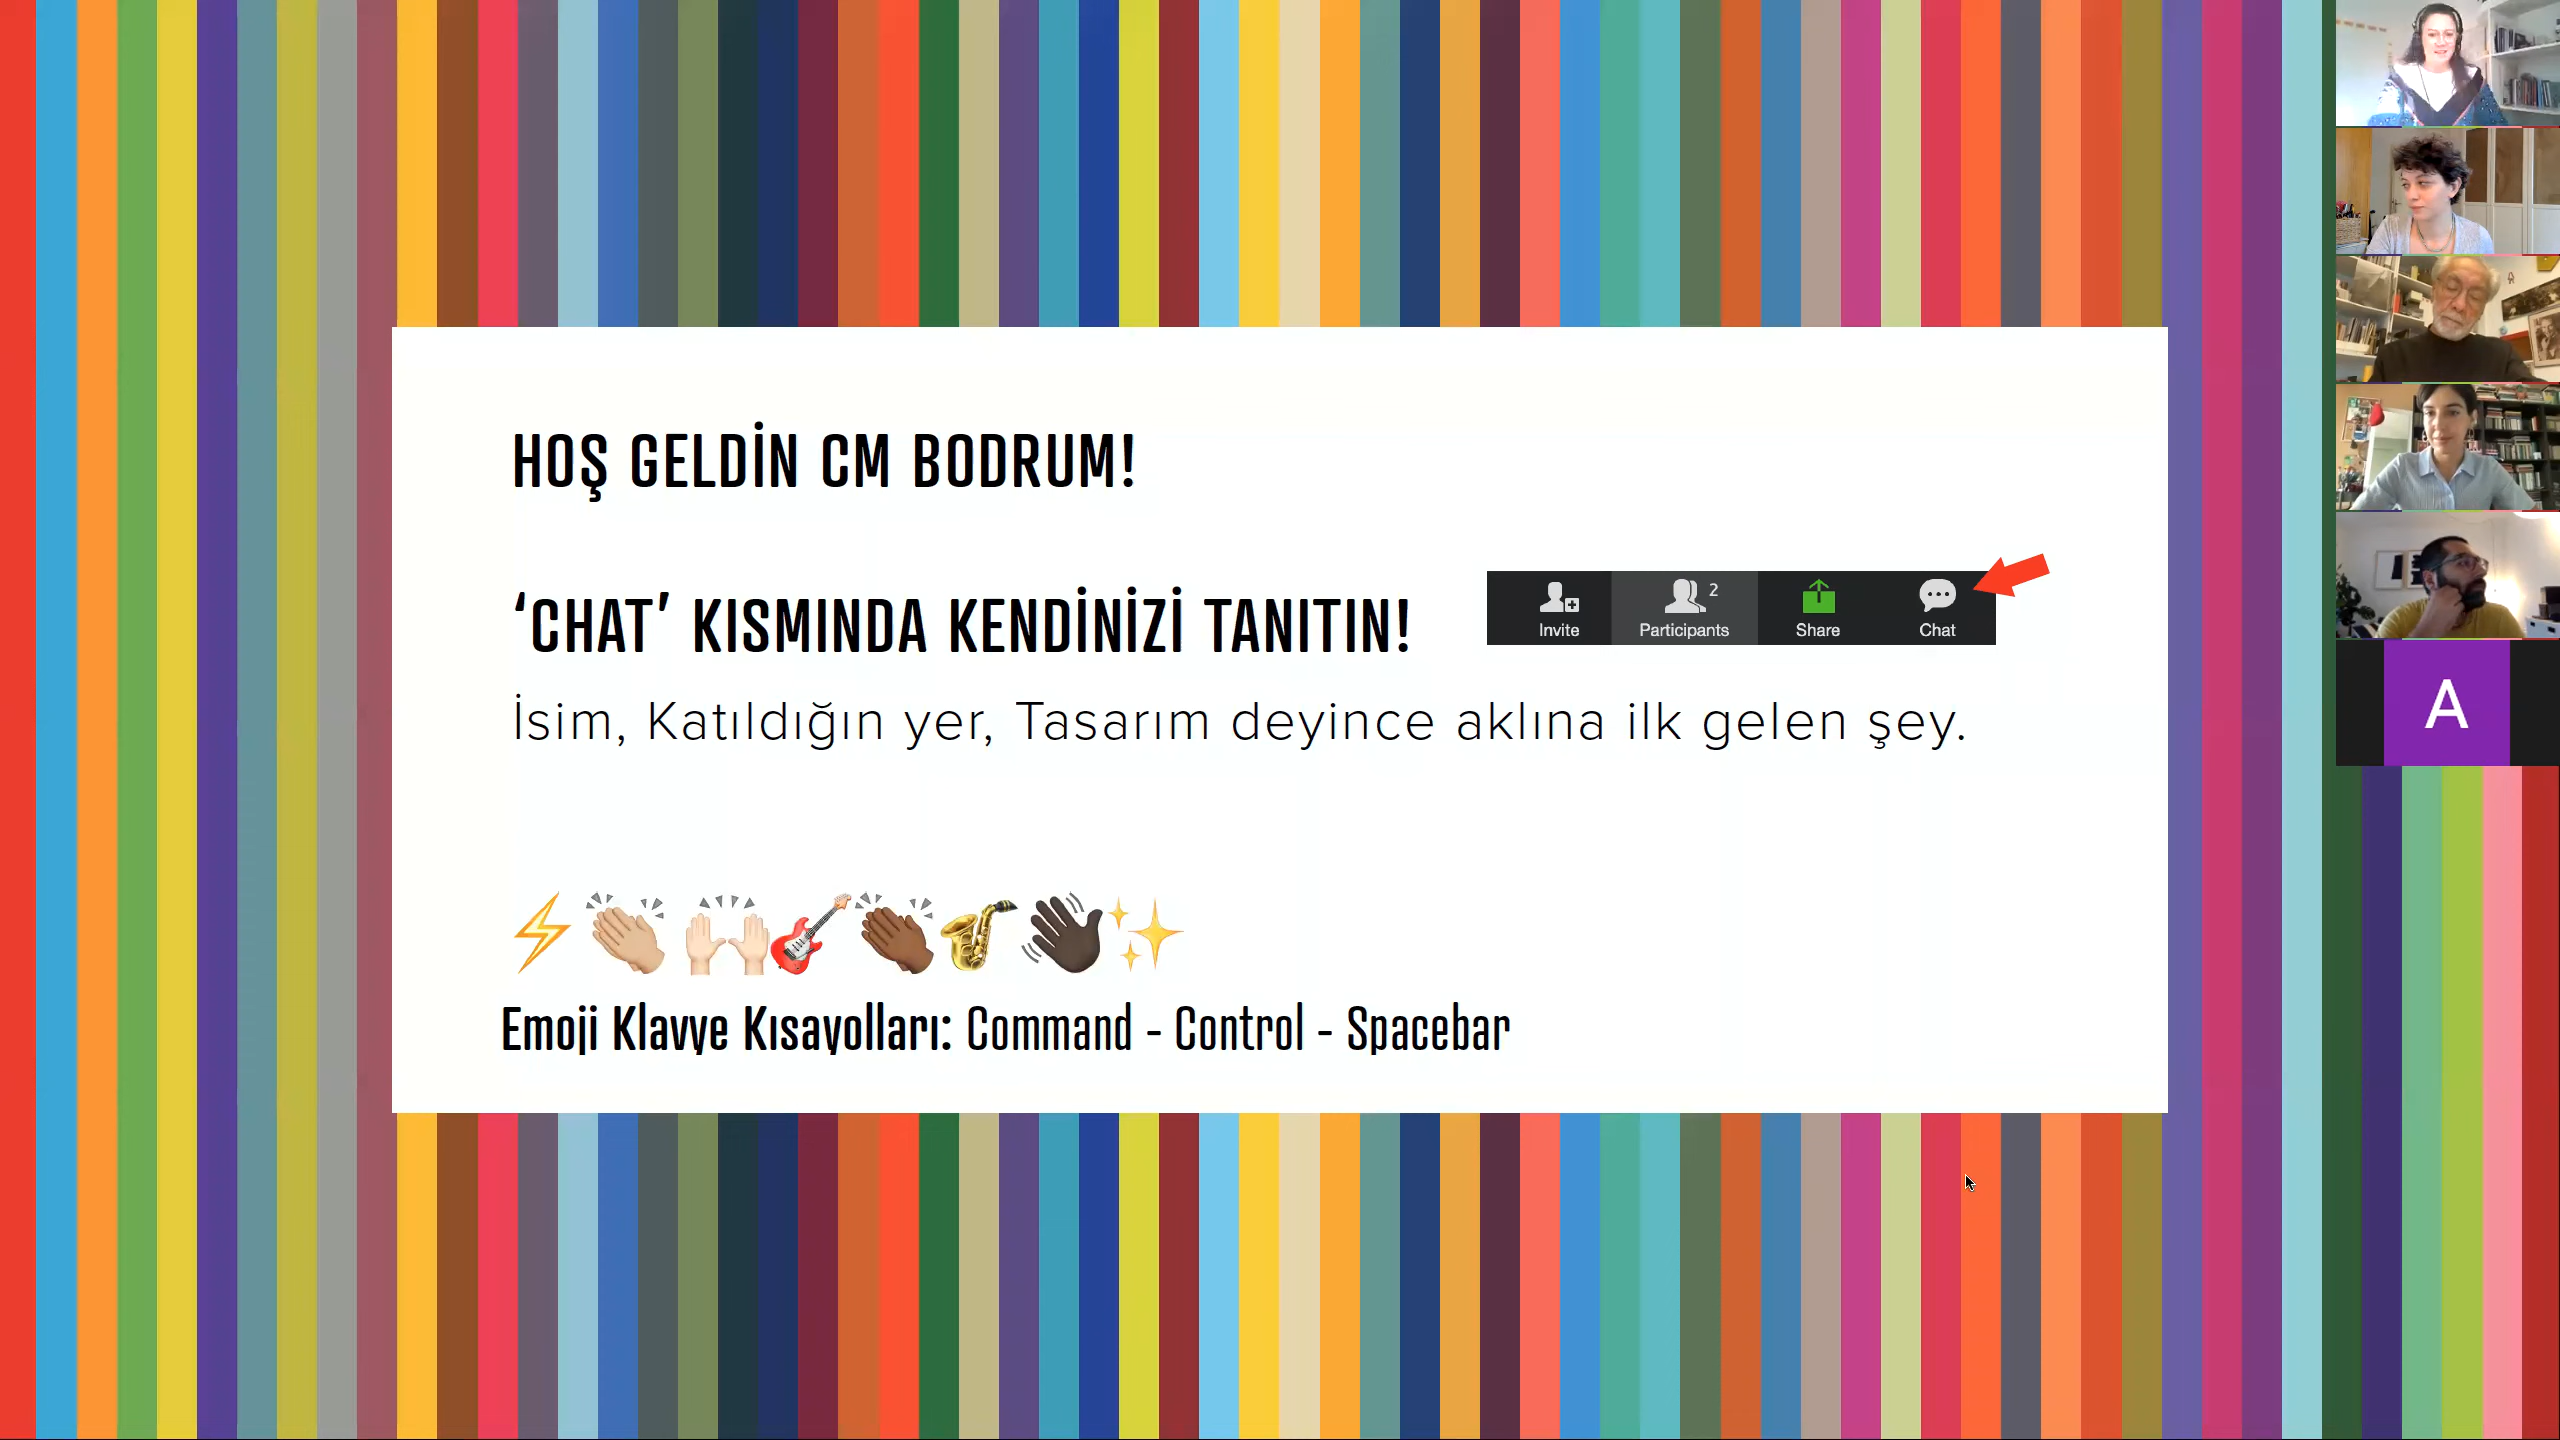 HOŞ GELDİN CM BODRUM!
‘CHAT’ KISMINDA KENDİNİZİ TANITIN!
Invite
Participants 2
Share
Chat
İsim, Katıldığın yer, Tasarım deyince aklına ilk gelen şey.
Emoji Klavye Kısayolları: Command - Control - Spacebar
A